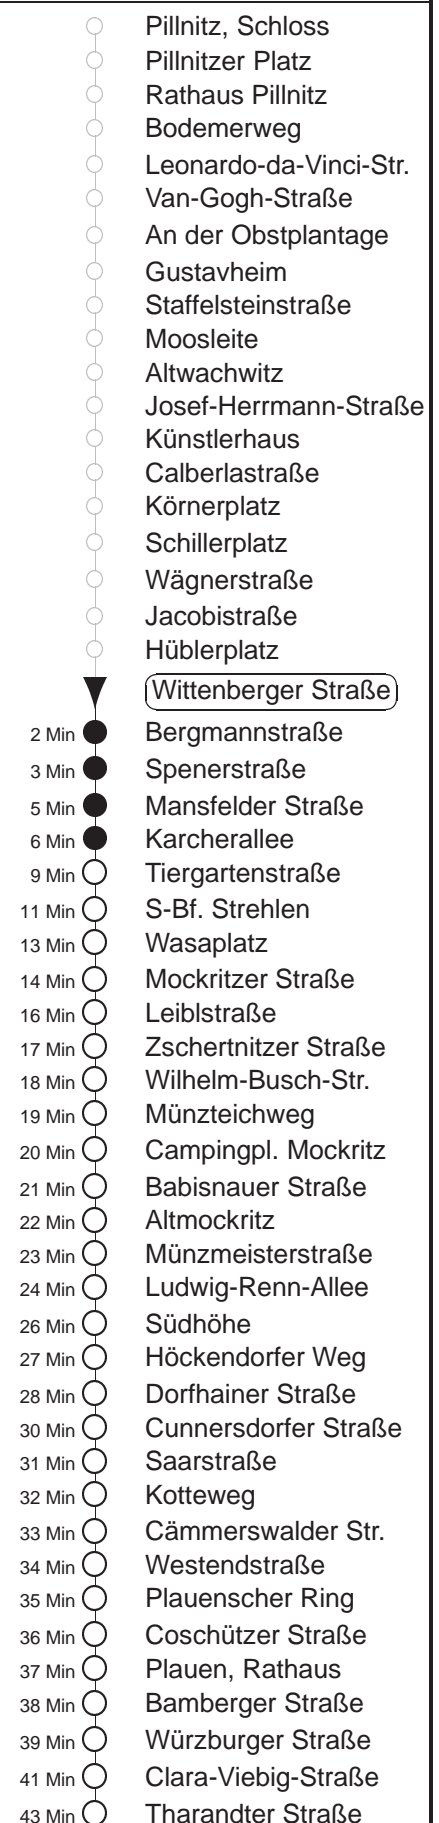 Pillnitz, Schloss
Pillnitzer Platz
Rathaus Pillnitz
Bodemerweg
Leonardo-da-Vinci-Str.
Van-Gogh-Straße
An der Obstplantage
Gustavheim
Staffelsteinstraße
Moosleite
Altwachwitz
Josef-Herrmann-Straße
Künstlerhaus
Calberlastraße
Körnerplatz
Schillerplatz
Wägnerstraße
Jacobistraße
Hüblerplatz
Wittenberger Straße
2 Min Bergmannstraße
3 Min Spenerstraße
5 Min Mansfelder Straße
6 Min Karcherallee
9 Min Tiergartenstraße
11 Min S-Bf. Strehlen
13 Min Wasaplatz
14 Min Mockritzer Straße
16 Min Leiblstraße
17 Min Zschertnitzer Straße
18 Min Wilhelm-Busch-Str.
19 Min Münzteichweg
20 Min Campingpl. Mockritz
21 Min Babisnauer Straße
22 Min Altmockritz
23 Min Münzmeisterstraße
24 Min Ludwig-Renn-Allee
26 Min Südhöhe
27 Min Höckendorfer Weg
28 Min Dorfhainer Straße
30 Min Cunnersdorfer Straße
31 Min Saarstraße
32 Min Kotteweg
33 Min Cämmerswalder Str.
34 Min Westendstraße
35 Min Plauenscher Ring
36 Min Coschützer Straße
37 Min Plauen, Rathaus
38 Min Bamberger Straße
39 Min Würzburger Straße
41 Min Clara-Viebig-Straße
43 Min Tharandter Straße